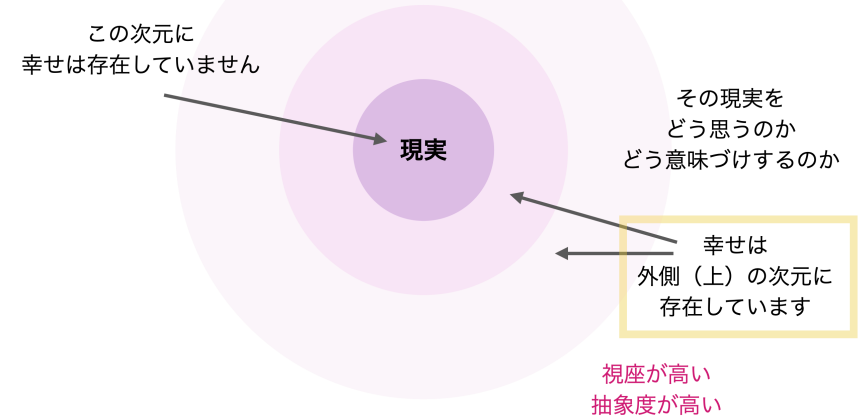 この次元に
幸せは存在していません
現実
その現実を
どう思うのか
どう意味づけするのか
幸せは
外側（上）の次元に
存在しています
視座が高い
抽象度が高い